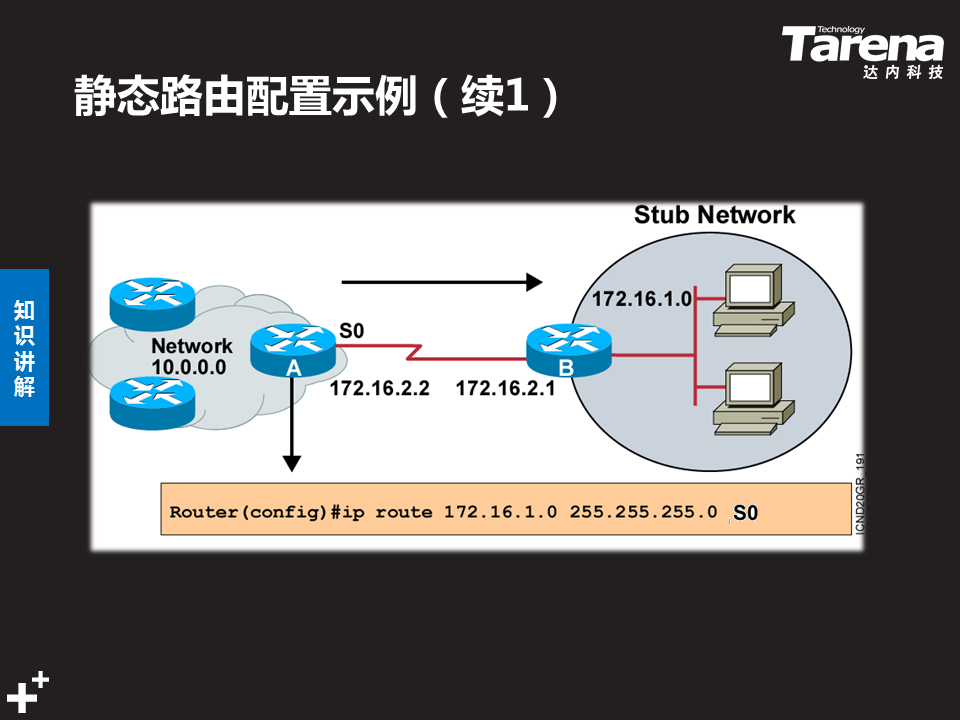 Technology
Tarena
达内科技
静态路由配置示例（续1）
知
识
讲
解
Stub Network
172.16.1.0
S0
Network
10.0.0.0
A
B
172.16.2.2 172.16.2.1
Router(config)#ip route 172.16.1.0 255.255.255.0 S0
ICND20GR_191